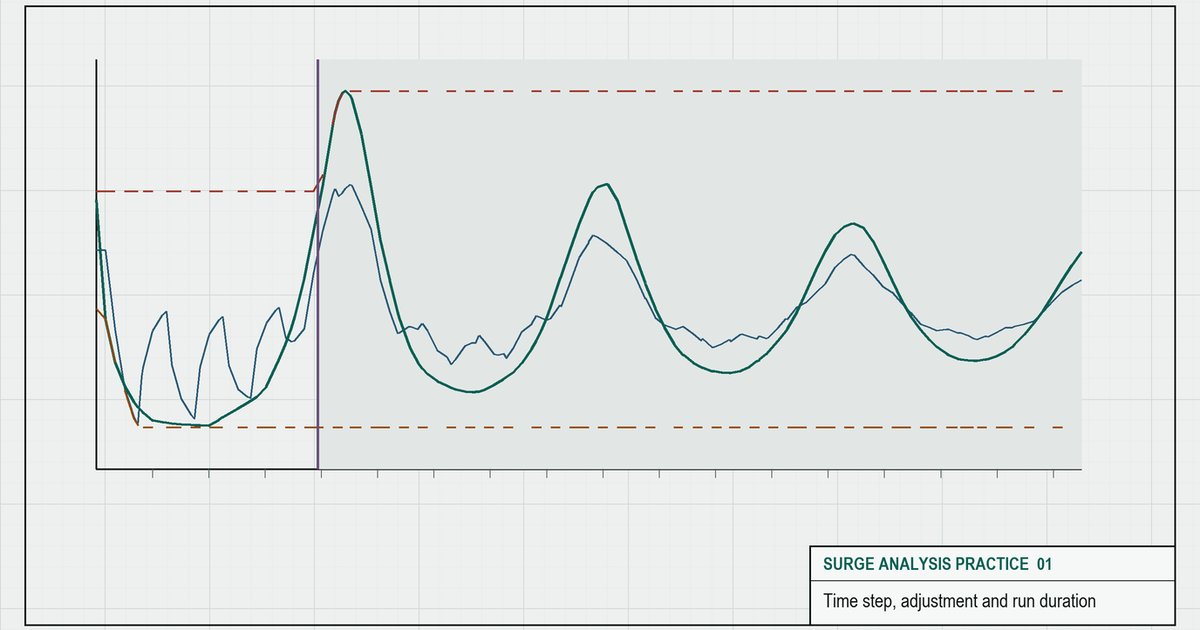 SURGE ANALYSIS PRACTICE 01
Time step, adjustment and run duration